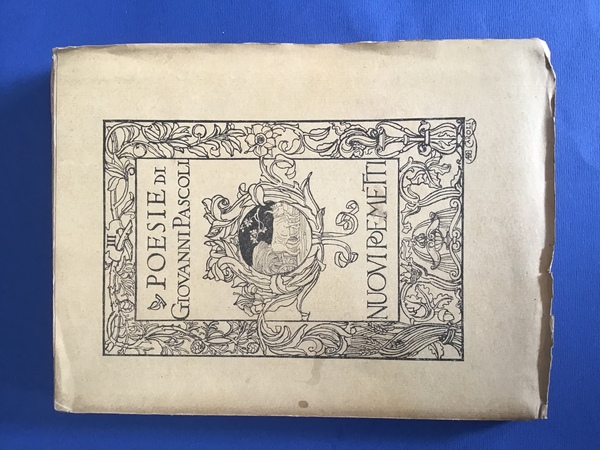 POESIE DI
GIOVANNI PASCOLI
NUOVI POEMETTI